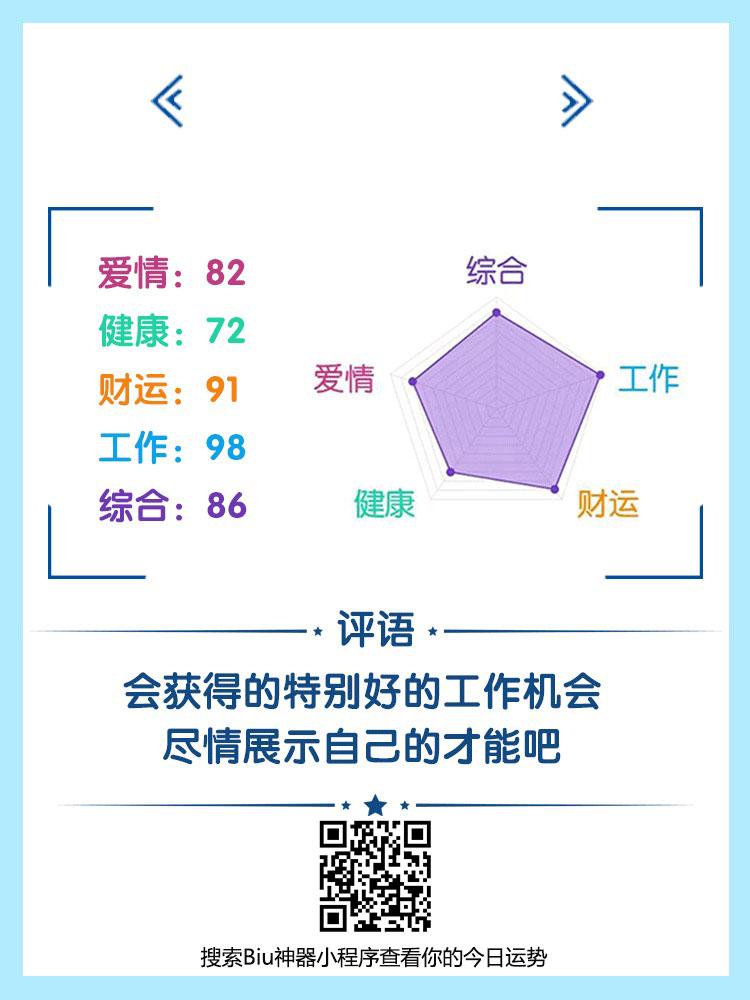 爱情：82
健康：72
财运：91
工作：98
综合：86
综合
爱情
工作
健康
财运
评语
会获得的特别好的工作机会
尽情展示自己的才能吧
搜索Biu神器小程序查看你的今日运势